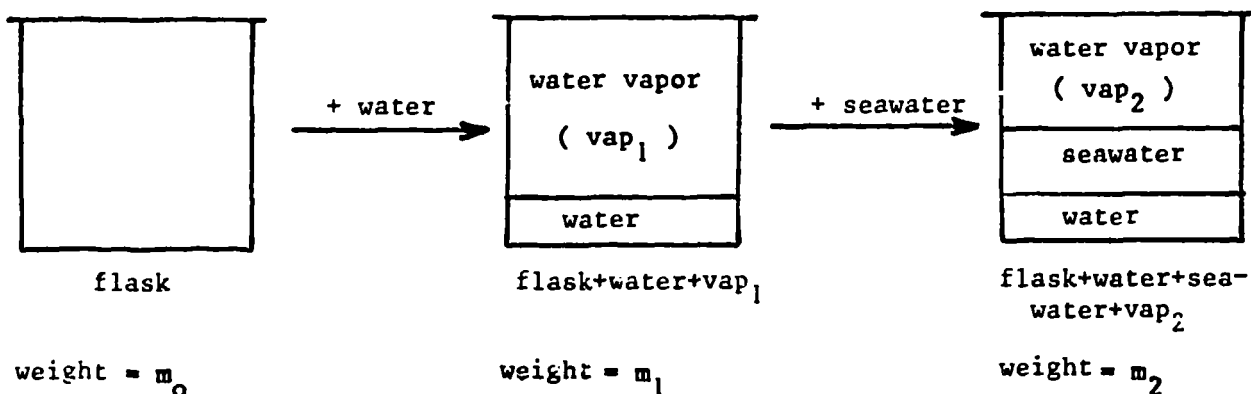 flask
weight = m₀
+ water
water vapor
( vap₁ )
water
flask+water+vap₁
weight = m₁
+ seawater
water vapor
( vap₂ )
seawater
water
flask+water+sea-
water+vap₂
weight = m₂